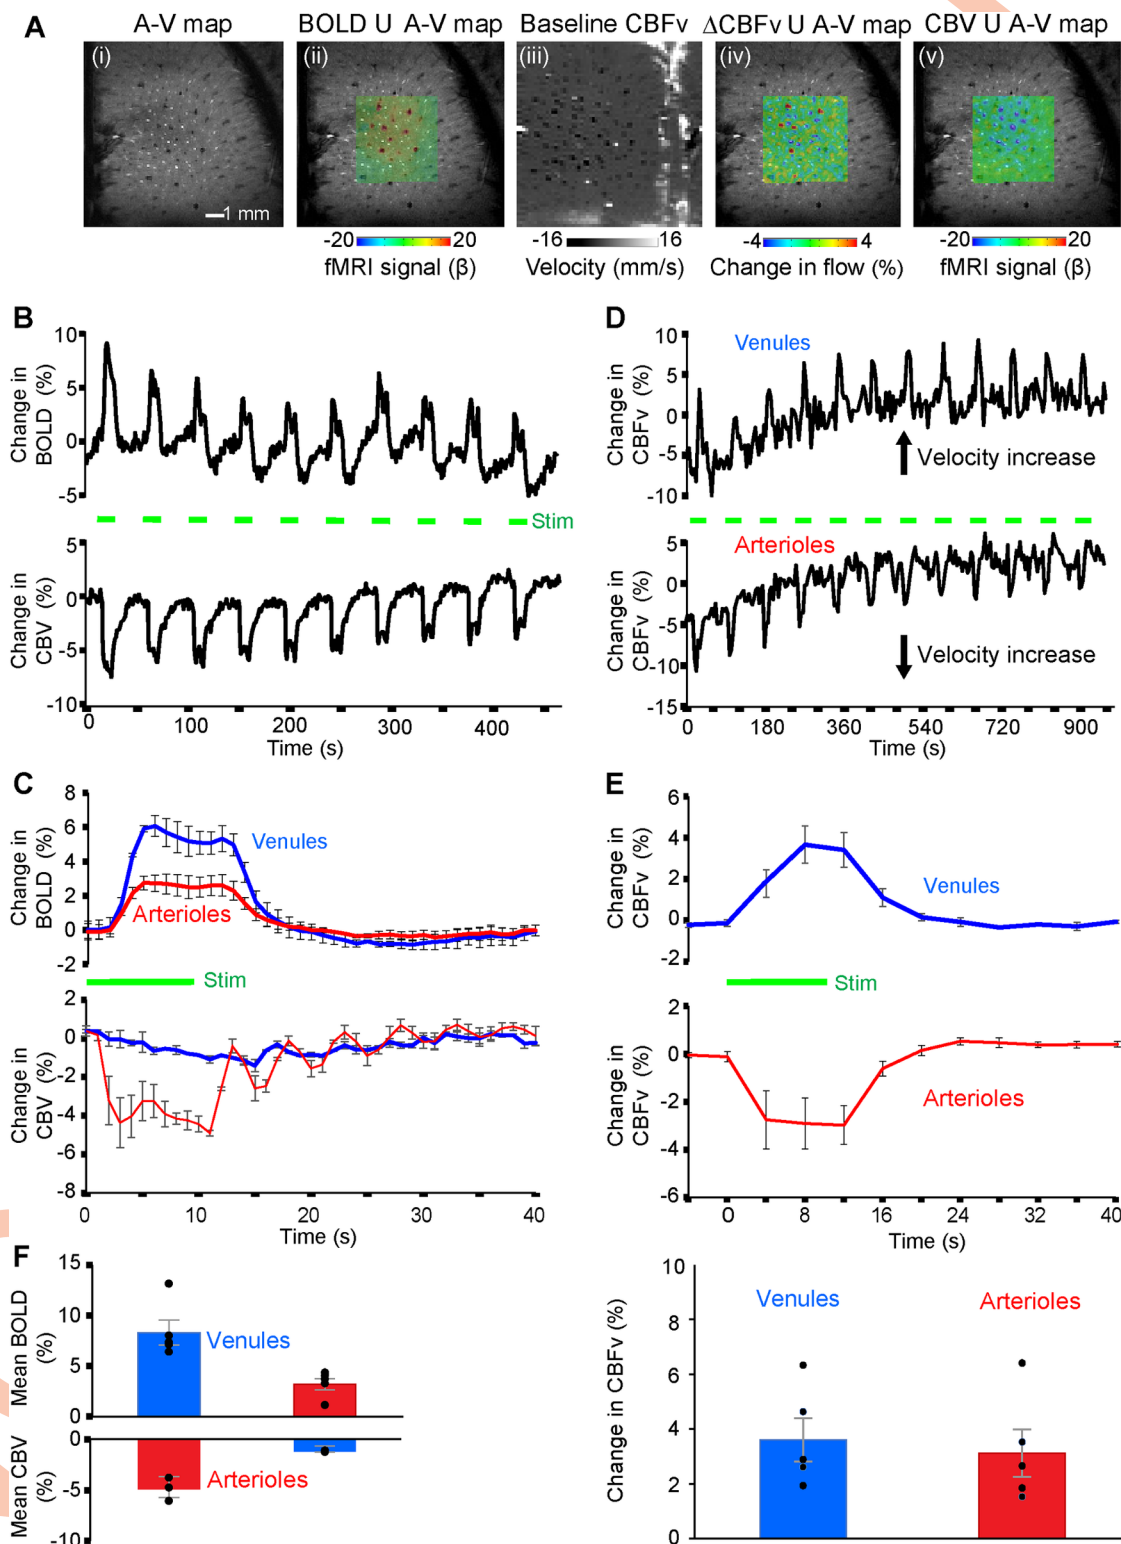 A
A-V map
BOLD U A-V map
Baseline CBFv
ΔCBFv U A-V map
CBV U A-V map
(i)
(ii)
(iii)
(iv)
(v)
1 mm
-20 20
-16 16
-4 4
-20 20
fMRI signal (β)
Velocity (mm/s)
Change in flow (%)
fMRI signal (β)
B
Change in
BOLD (%)
10
5
0
-5
Stim
Change in
CBV (%)
5
0
-5
-10
0 100 200 300 400
Time (s)
D
Change in
CBFv (%)
10
5
0
-5
-10
Venules
Velocity increase
Arterioles
Change in
CBFv (%)
5
0
-5
-10
-15
Velocity increase
0 180 360 540 720 900
Time (s)
C
Change in
BOLD (%)
8
6
4
2
0
-2
Venules
Arterioles
Stim
Change in
CBV (%)
2
0
-2
-4
-6
-8
0 10 20 30 40
Time (s)
E
Change in
CBFv (%)
6
4
2
0
-2
Venules
Stim
Change in
CBFv (%)
2
0
-2
-4
-6
Arterioles
0 8 16 24 32 40
Time (s)
F
Mean BOLD
(%)
15
10
5
0
Venules
Mean CBV
(%)
0
-5
-10
Arterioles
Change in CBFv (%)
10
8
6
4
2
0
Venules
Arterioles